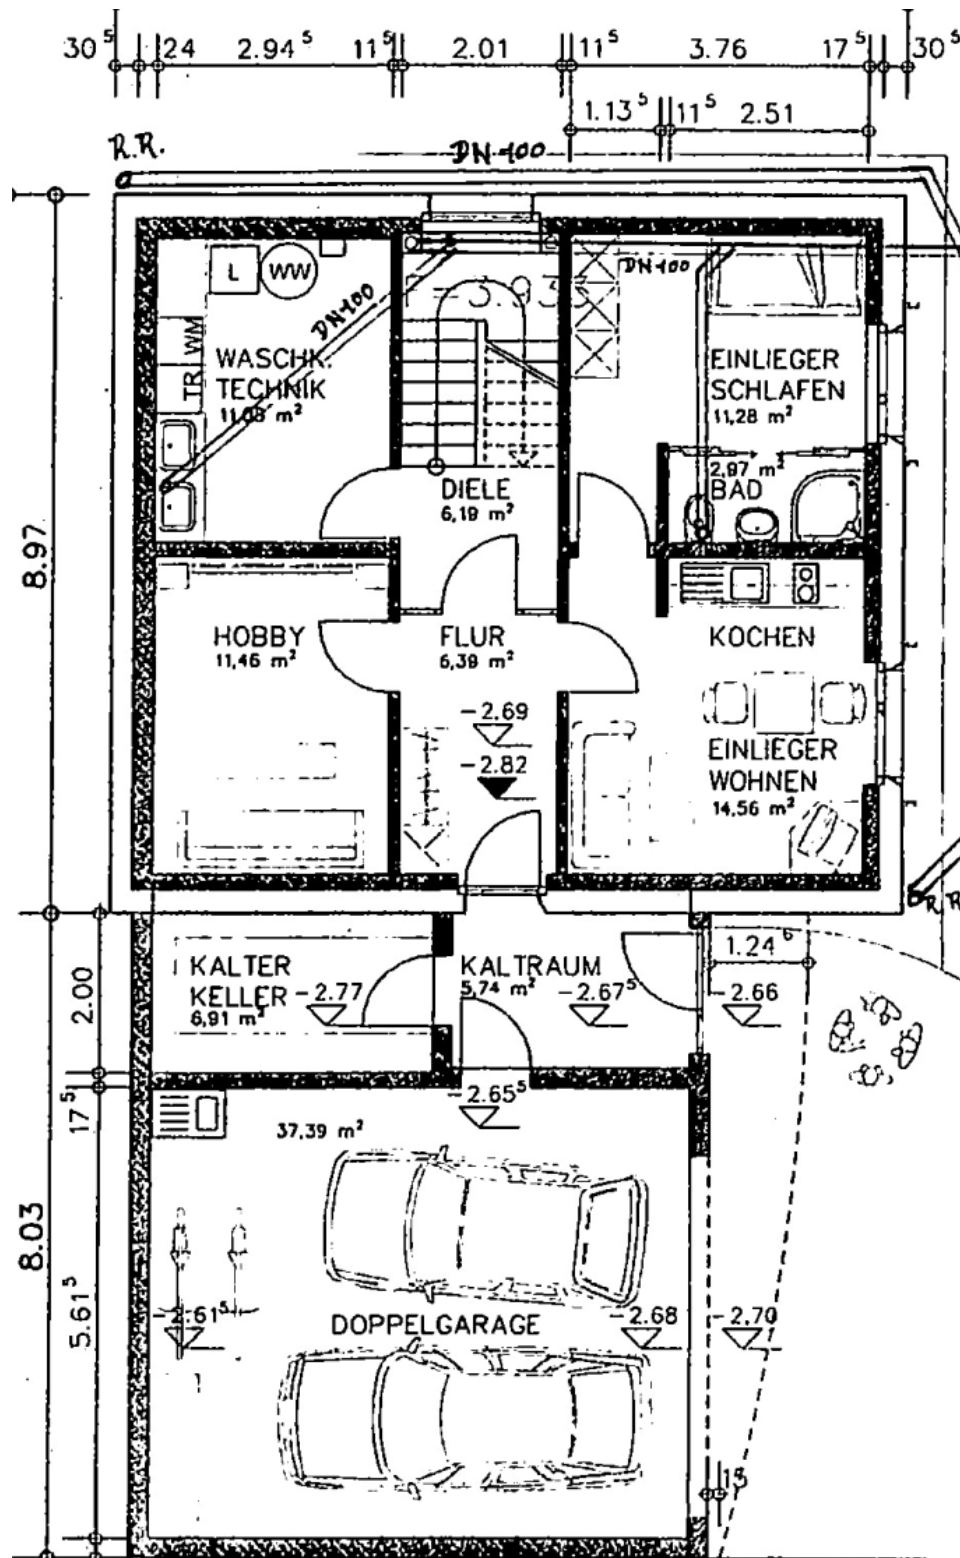 30⁵ 24 2.94⁵ 11⁵ 2.01 11⁵ 3.76 17⁵ 30⁵
1.13⁵ 11⁵ 2.51
R.R.
DN 100
L
WW
DN 100
DN 100
WM
TR
WASCHK.
TECHNIK
EINLIEGER
SCHLAFEN
11,28 m²
DIELE
6,19 m²
2,97 m²
BAD
8.97
HOBBY
11,46 m²
FLUR
6,39 m²
KOCHEN
-2.69
-2.82
EINLIEGER
WOHNEN
14,56 m²
R.R.
2.00
KALTER
KELLER
6,91 m²
-2.77
KALTRAUM
5,74 m²
-2.67⁵
1.24⁶
-2.66
17⁵
-2.65⁵
37,39 m²
8.03
5.61⁵
-2.61⁵
DOPPELGARAGE
-2.68
-2.70